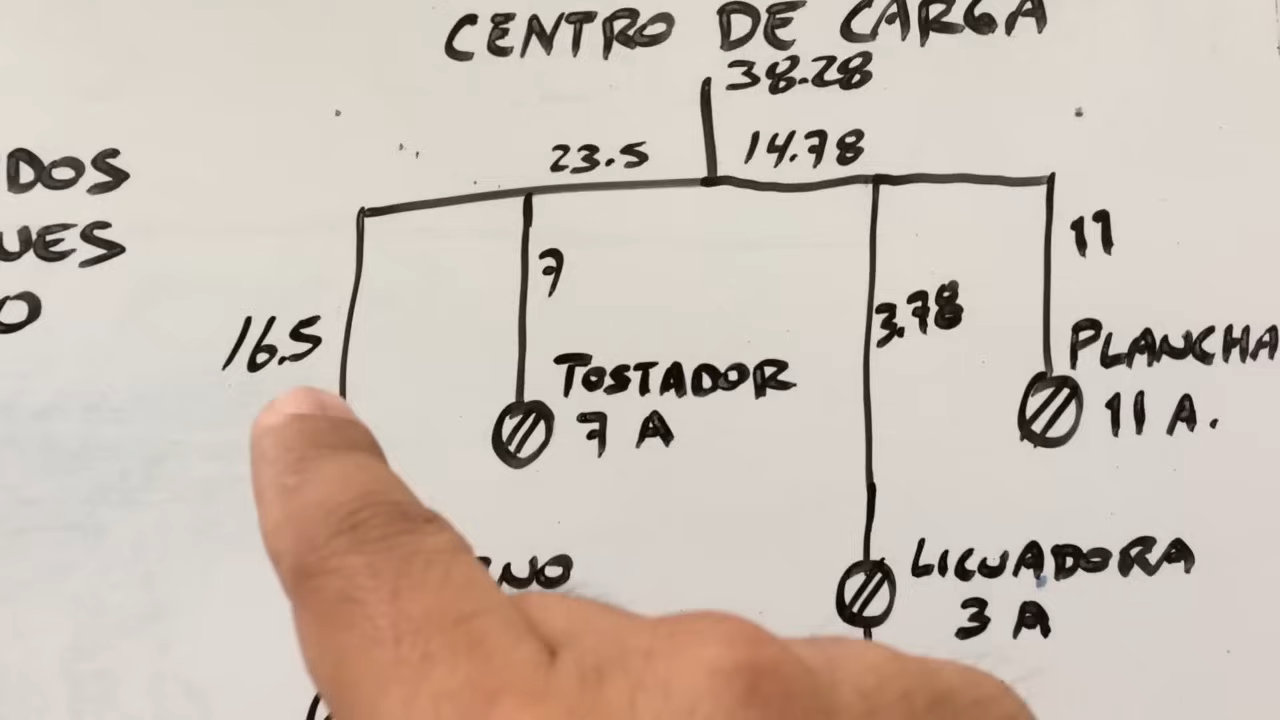 CENTRO DE CARGA
38.28
23.5
14.78
DOS
UES
O
16.5
7
3.78
11
TOSTADOR
7 A
PLANCHA
11 A.
NO
LICUADORA
3 A